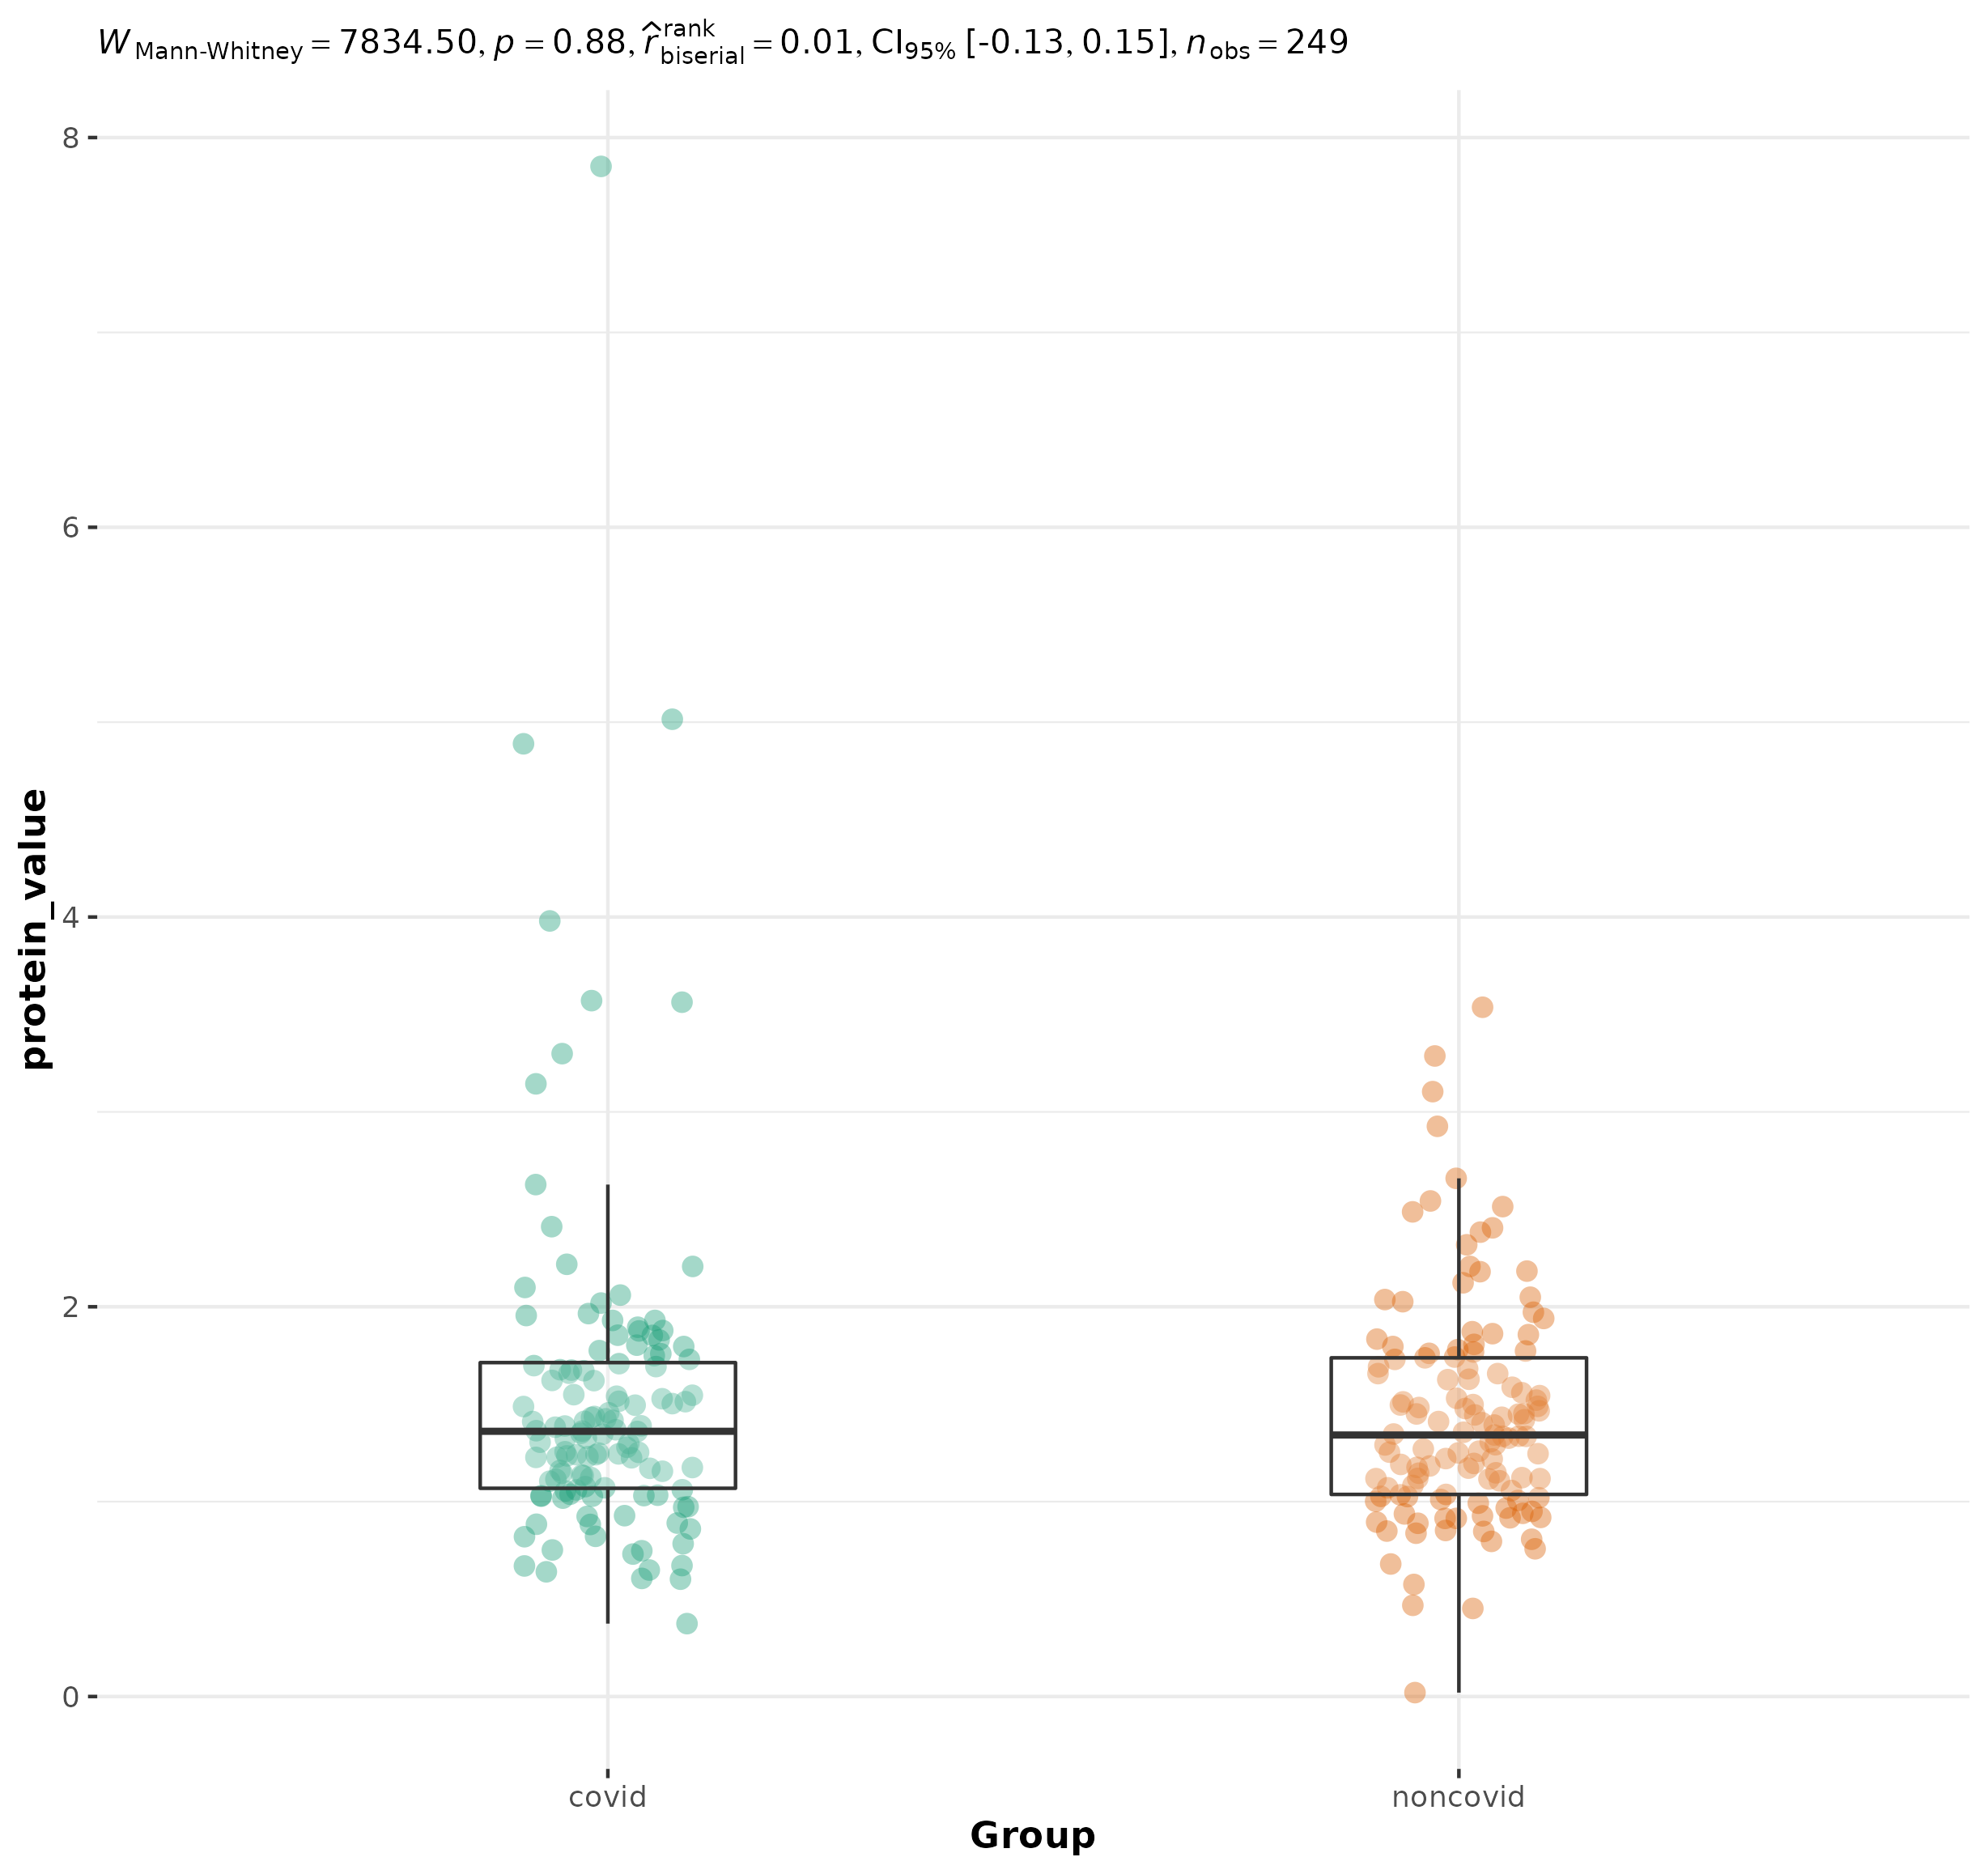 W Mann-Whitney = 7834.50, p = 0.88, r̂ rank biserial = 0.01, CI95% [-0.13, 0.15], nobs = 249
8
6
4
2
0
protein_value
covid noncovid
Group